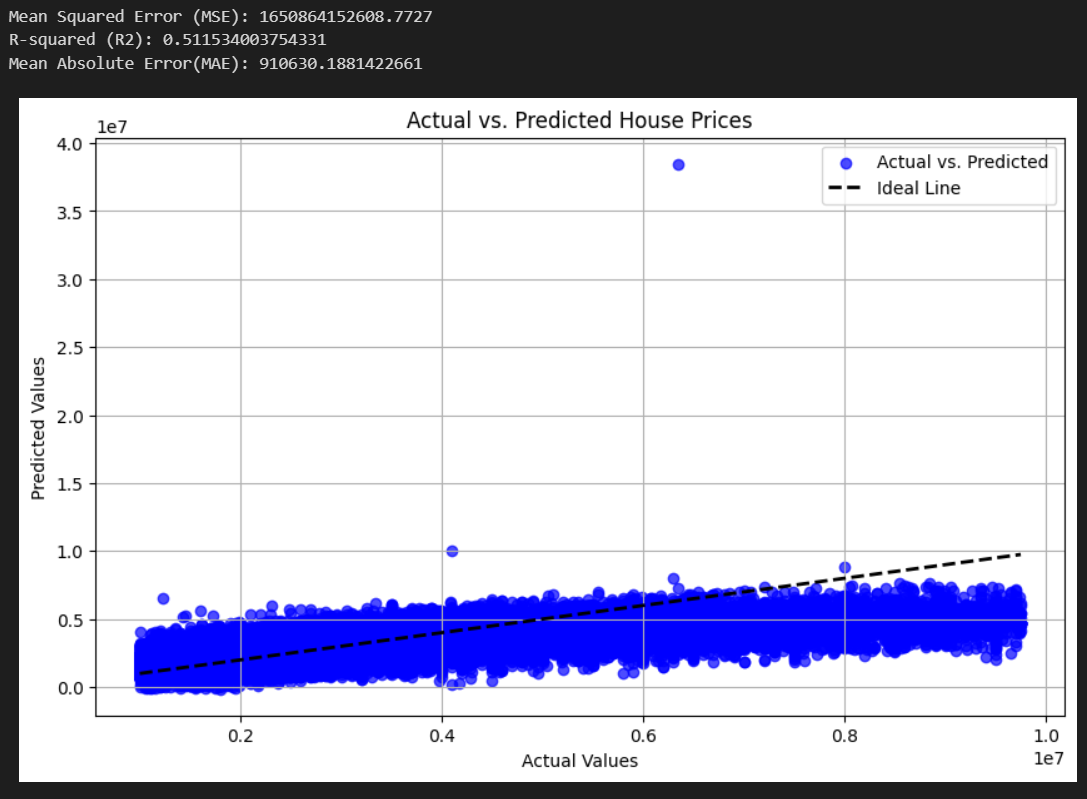 Mean Squared Error (MSE): 1650864152608.7727
R-squared (R2): 0.511534003754331
Mean Absolute Error(MAE): 910630.1881422661
Actual vs. Predicted House Prices
1e7
4.0
3.5
3.0
2.5
2.0
1.5
1.0
0.5
0.0
Predicted Values
Actual vs. Predicted
Ideal Line
0.2
0.4
0.6
0.8
1.0
1e7
Actual Values